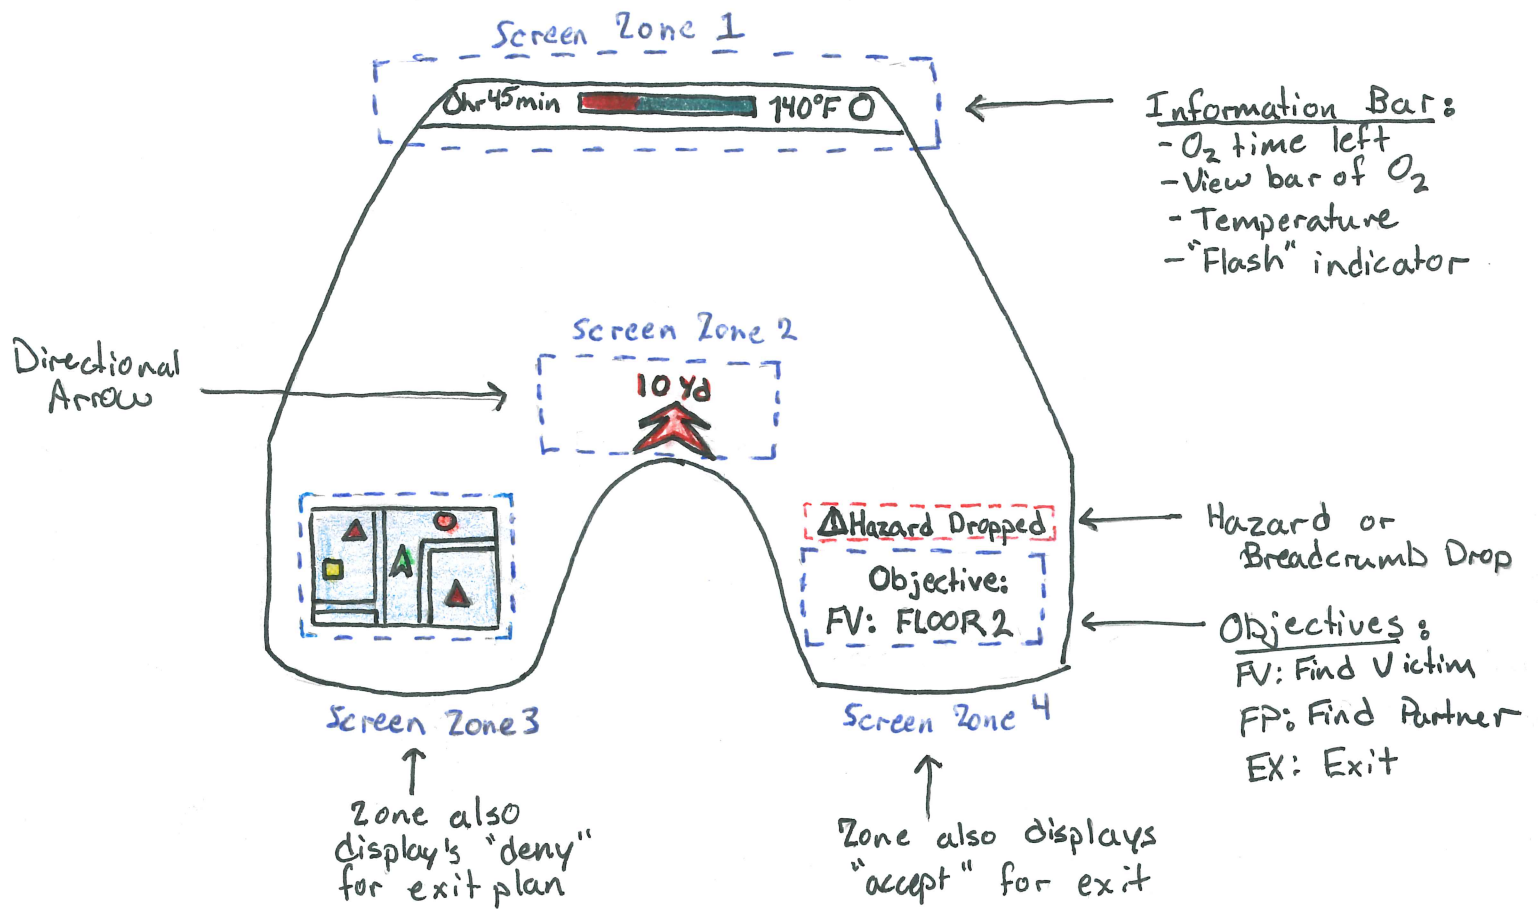 Screen Zone 1
0hr 45min 140°F O
Information Bar:
- O2 time left
- View bar of O2
- Temperature
- "Flash" indicator
Screen Zone 2
10 Yd
Directional
Arrow
Hazard Dropped
Objective:
FV: FLOOR 2
Hazard or
Breadcrumb Drop
Objectives:
FV: Find Victim
FP: Find Partner
EX: Exit
Screen Zone 3
Screen Zone 4
Zone also
display's "deny"
for exit plan
Zone also displays
"accept" for exit